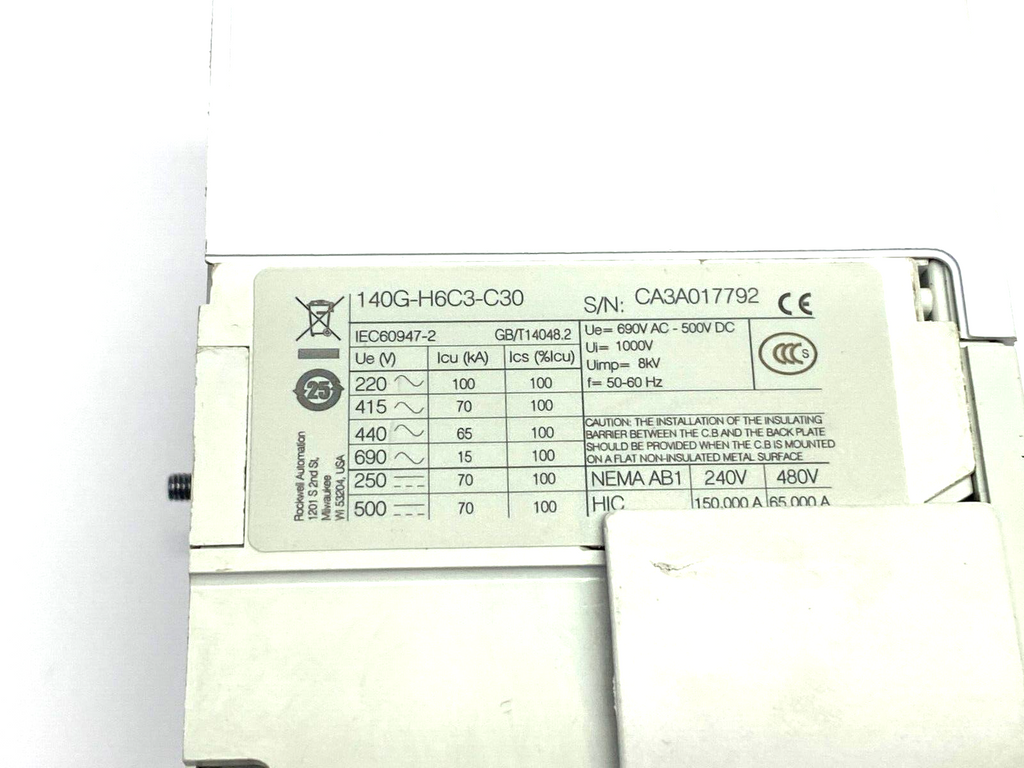 140G-H6C3-C30
S/N: CA3A017792 CE
IEC60947-2 GB/T14048.2
Ue (V) Icu (kA) Ics (%Icu)
220 100 100
415 70 100
440 65 100
690 15 100
250 70 100
500 70 100
Ue= 690V AC - 500V DC
Ui= 1000V
Uimp= 8kV
f= 50-60 Hz
CCC S
CAUTION: THE INSTALLATION OF THE INSULATING
BARRIER BETWEEN THE C.B AND THE BACK PLATE
SHOULD BE PROVIDED WHEN THE C.B IS MOUNTED
ON A FLAT NON-INSULATED METAL SURFACE
NEMA AB1 240V 480V
HIC 150.000 A 65.000 A
25
Rockwell Automation
1201 S 2nd St,
Milwaukee
WI 53204, USA